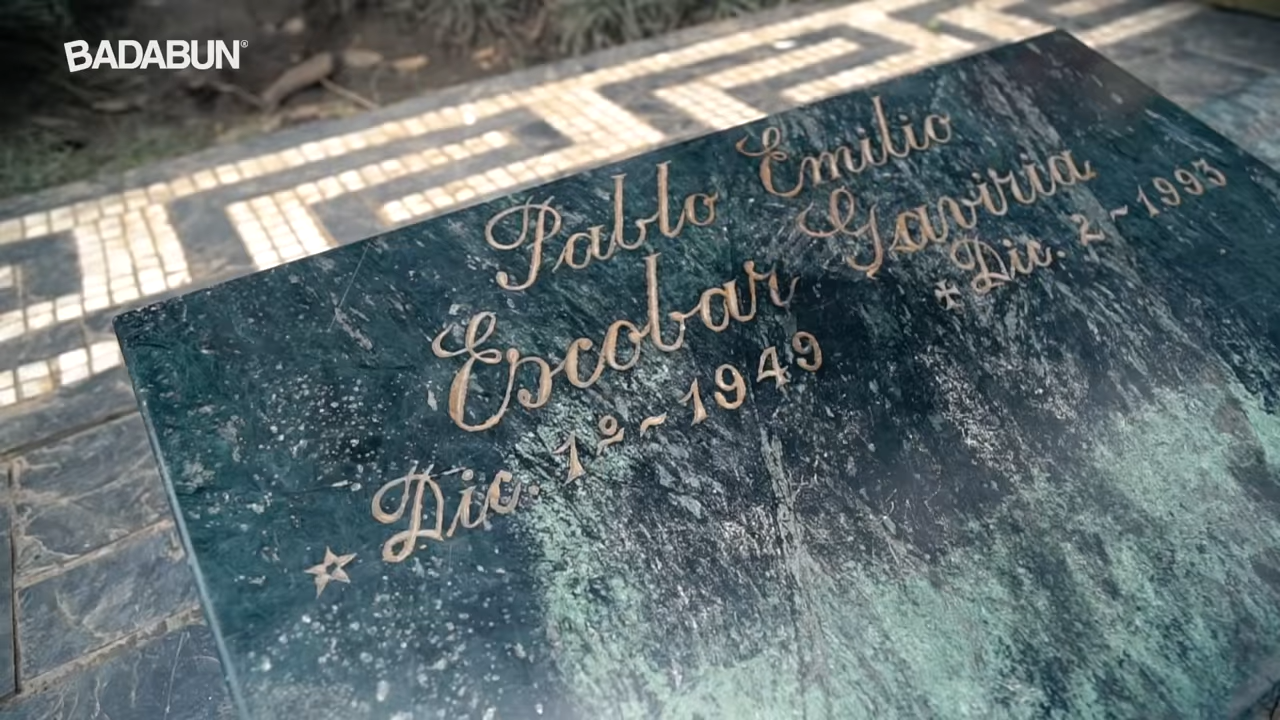 BADABUN®
Pablo Emilio
Escobar Gaviria
☆ Dic. 1º ~ 1949
✠ Dic. 2 ~ 1993